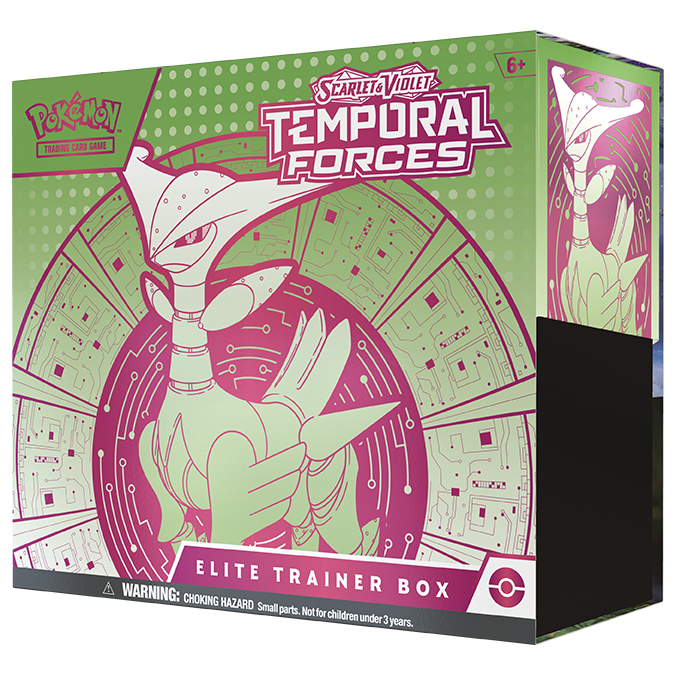 6+
POKéMON™
TRADING CARD GAME
SCARLET & VIOLET
TEMPORAL
FORCES
ELITE TRAINER BOX
WARNING: CHOKING HAZARD Small parts. Not for children under 3 years.